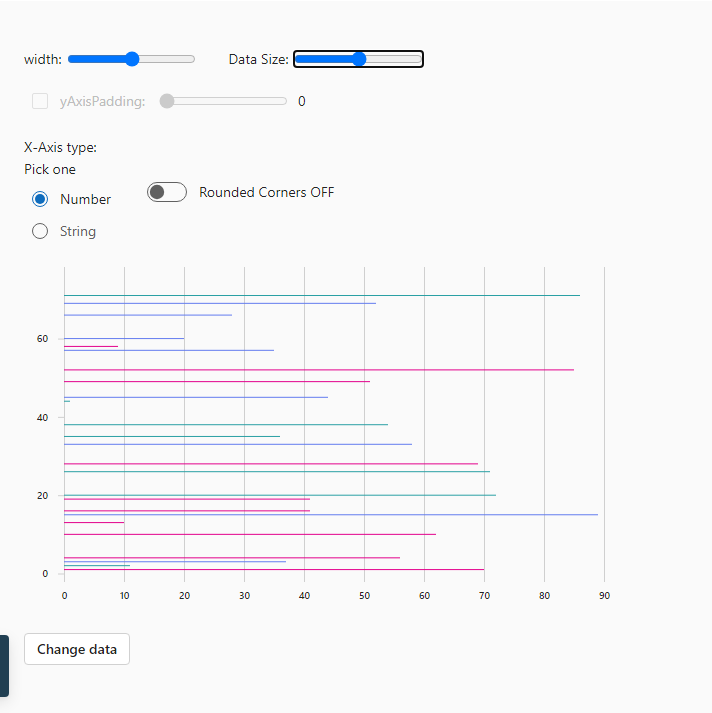 width: Data Size:
yAxisPadding: 0
X-Axis type:
Pick one
Number Rounded Corners OFF
String
60
40
20
0
0 10 20 30 40 50 60 70 80 90
Change data